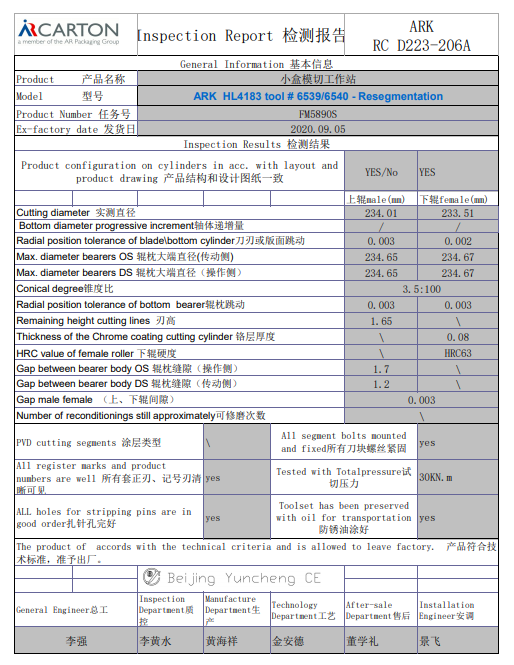 AR CARTON
a member of the AR Packaging Group
Inspection Report 检测报告
ARK
RC D223-206A
General Information 基本信息
Product 产品名称 小盒模切工作站
Model 型号 ARK HL4183 tool # 6539/6540 - Resegmentation
Product Number 任务号 FM5890S
Ex-factory date 发货日 2020.09.05
Inspection Results 检测结果
Product configuration on cylinders in acc. with layout and
product drawing 产品结构和设计图纸一致
YES/No YES
上辊male(mm) 下辊female(mm)
Cutting diameter 实测直径 234.01 233.51
Bottom diameter progressive increment轴体递增量 / /
Radial position tolerance of blade\bottom cylinder刀刃或版面跳动 0.003 0.002
Max. diameter bearers OS 辊枕大端直径(传动侧) 234.65 234.67
Max. diameter bearers DS 辊枕大端直径（操作侧） 234.65 234.67
Conical degree锥度比 3.5:100
Radial position tolerance of bottom bearer辊枕跳动 0.003 0.003
Remaining height cutting lines 刃高 1.65 \
Thickness of the Chrome coating cutting cylinder 铬层厚度 \ 0.08
HRC value of female roller 下辊硬度 \ HRC63
Gap between bearer body OS 辊枕缝隙（操作侧） 1.7 \
Gap between bearer body DS 辊枕缝隙（传动侧） 1.2 \
Gap male female （上、下辊间隙） 0.003
Number of reconditionings still approximately可修磨次数 \
PVD cutting segments 涂层类型 \
All segment bolts mounted
and fixed所有刀块螺丝紧固
yes
All register marks and product
numbers are well 所有套正刃、记号刃清
晰可见
yes
Tested with Totalpressure试
切压力
30KN.m
ALL holes for stripping pins are in
good order扎针孔完好
yes
Toolset has been preserved
with oil for transportation
防锈油涂好
yes
The product of accords with the technical criteria and is allowed to leave factory. 产品符合技
术标准，准予出厂。
Beijing Yuncheng CE
General Engineer总工
Inspection
Department质
控
Manufacture
Department生
产
Technology
Department工艺
After-sale
Department售后
Installation
Engineer安调
李强 李黄水 黄海祥 金安德 董学礼 景飞